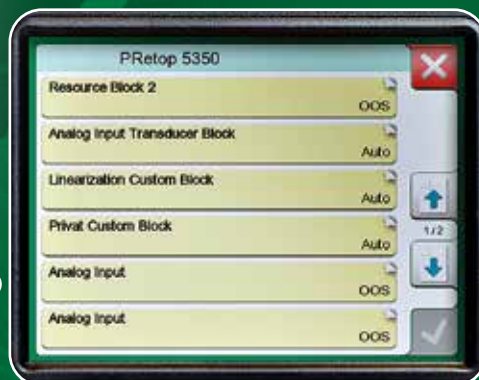 PRetop 5350
Resource Block 2
OOS
Analog Input Transducer Block
Auto
Linearization Custom Block
Auto
Privat Custom Block
Auto
1/2
Analog Input
OOS
Analog Input
OOS